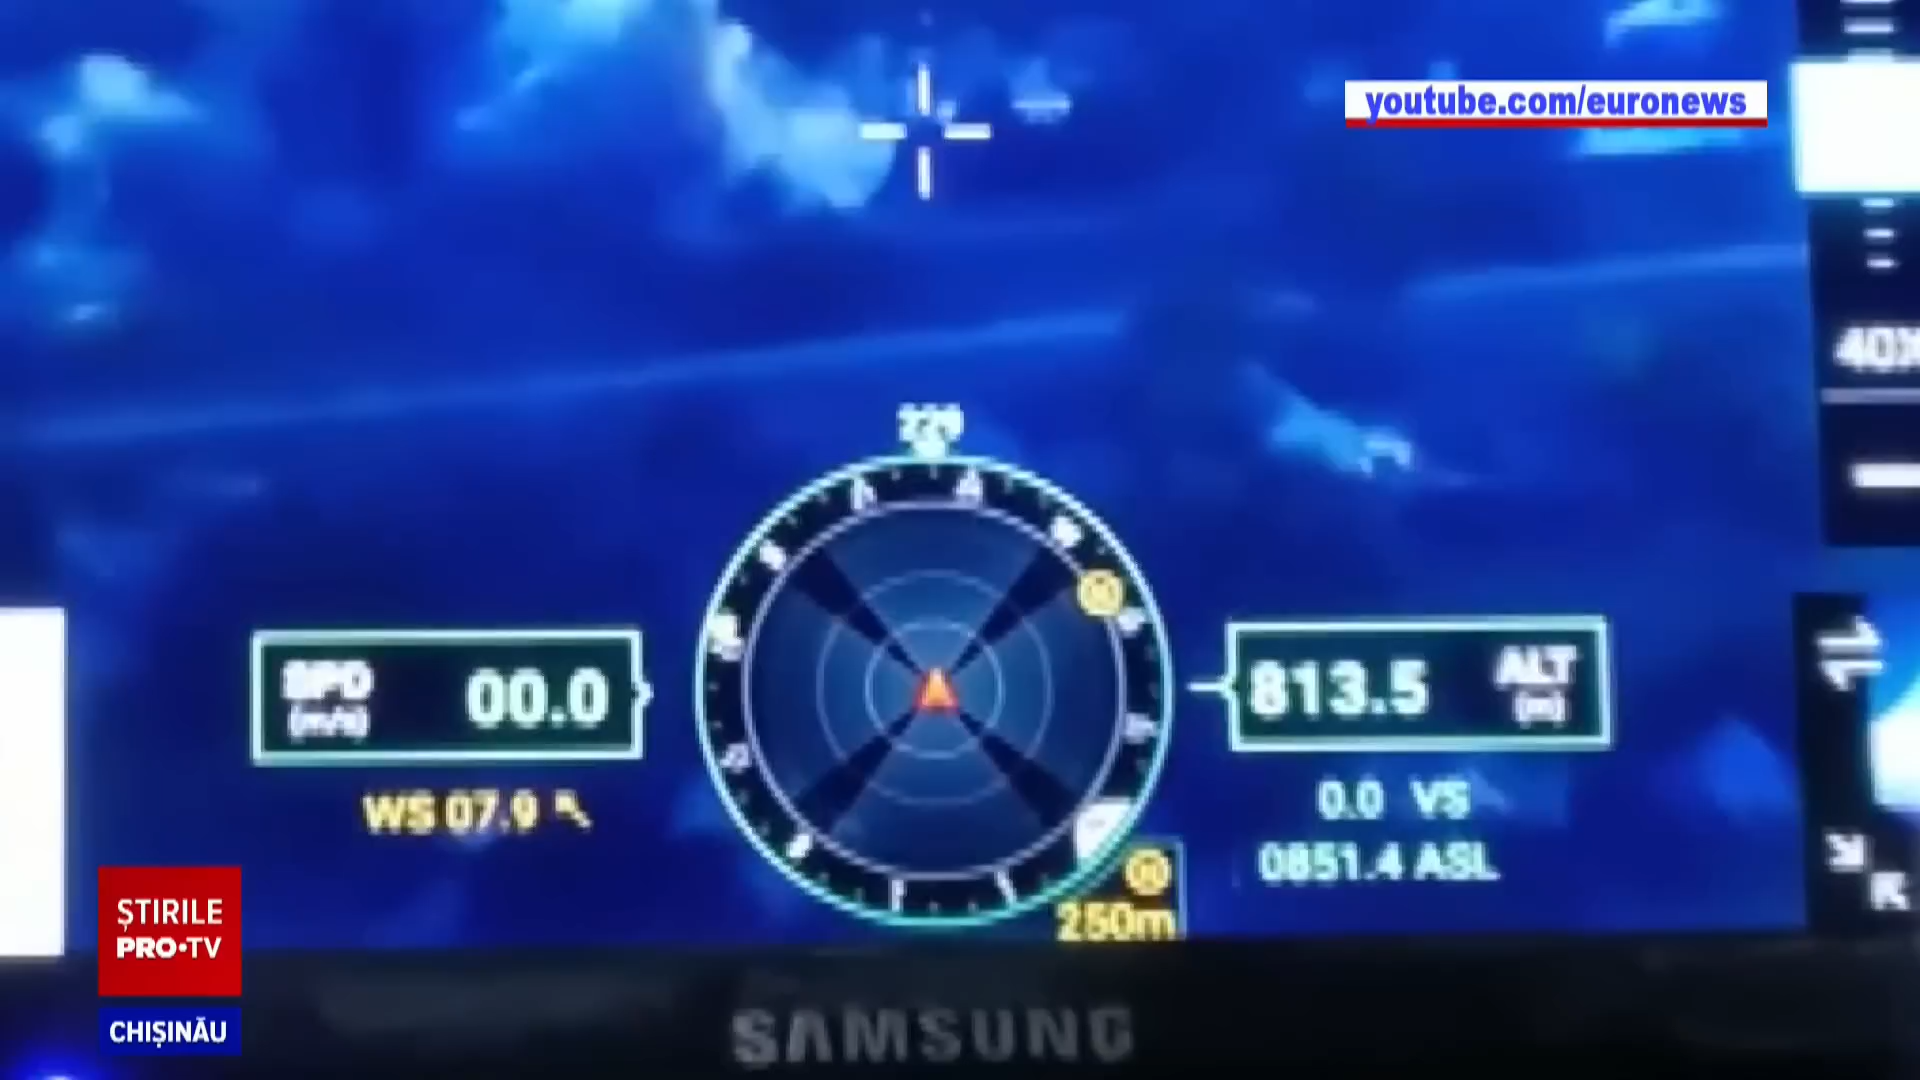 youtube.com/euronews
40X
229
SPD
(m/s)
00.0
813.5
ALT
(m)
WS 07.9
0.0 VS
0851.4 ASL
250m
ȘTIRILE
PRO•TV
CHIȘINĂU
SAMSUNG